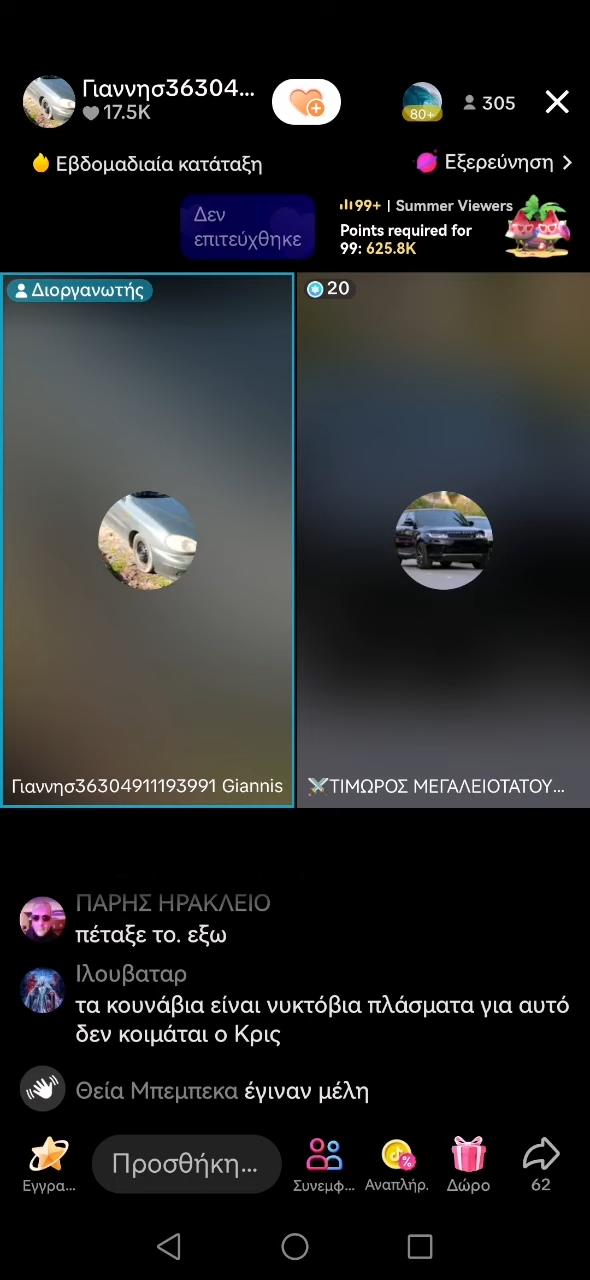 Γιαννησ36304...
17.5K
80+
305
Εβδομαδιαία κατάταξη
Εξερεύνηση
Δεν
επιτεύχθηκε
99+ | Summer Viewers
Points required for
99: 625.8K
Διοργανωτής
20
Γιαννησ36304911193991 Giannis
ΤΙΜΩΡΟΣ ΜΕΓΑΛΕΙΟΤΑΤΟΥ...
ΠΑΡΗΣ ΗΡΑΚΛΕΙΟ
πέταξε το. εξω
Ιλουβαταρ
τα κουνάβια είναι νυκτόβια πλάσματα για αυτό
δεν κοιμάται ο Κρις
Θεία Μπεμπεκα έγιναν μέλη
Εγγρα...
Προσθήκη...
Συνεμφ...
Αναπλήρ.
Δώρο
62